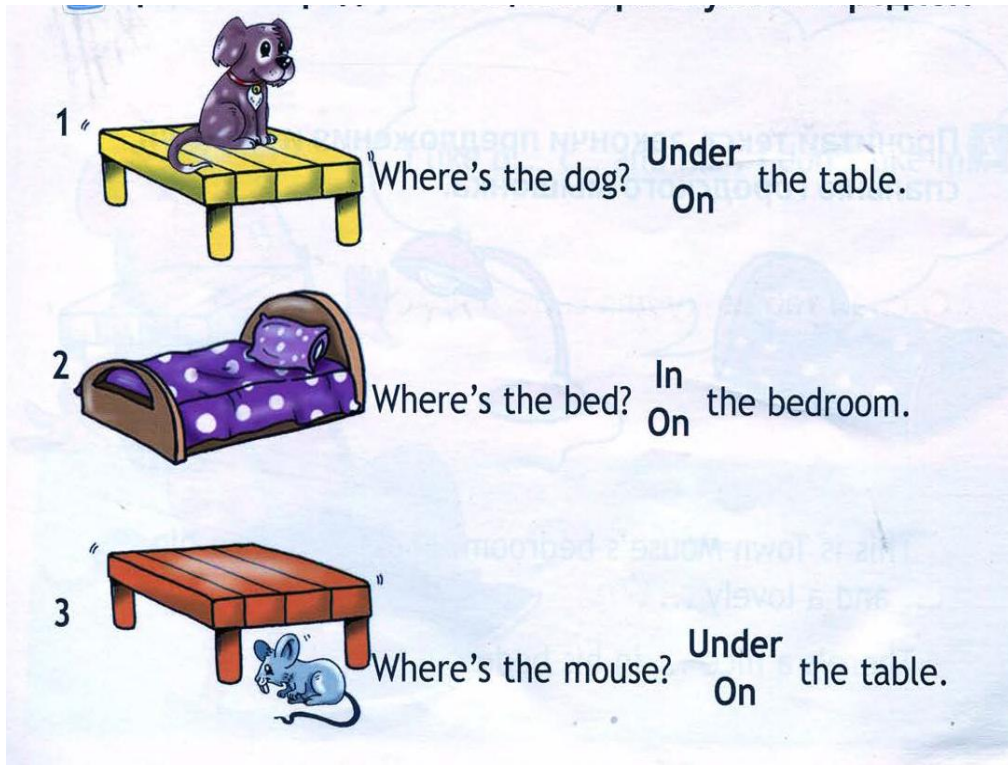 1
Where's the dog? Under
On the table.
2
Where's the bed? In
On the bedroom.
3
Where's the mouse? Under
On the table.